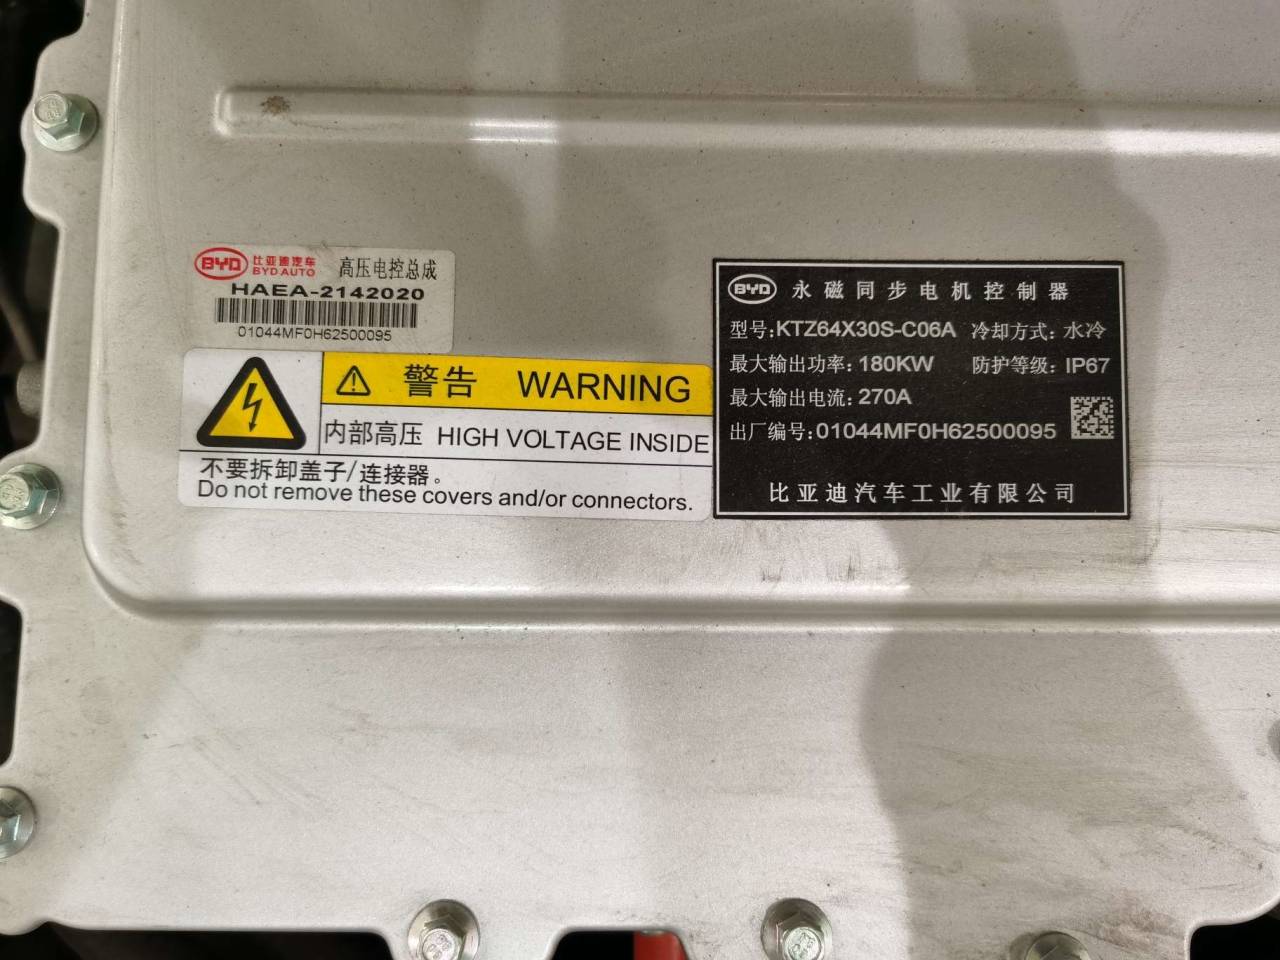 BYD 比亚迪汽车 BYD AUTO 高压电控总成
HAEA-2142020
01044MF0H62500095
警告 WARNING
内部高压 HIGH VOLTAGE INSIDE
不要拆卸盖子/连接器。
Do not remove these covers and/or connectors.
BYD 永磁同步电机控制器
型号:KTZ64X30S-C06A 冷却方式: 水冷
最大输出功率: 180KW 防护等级: IP67
最大输出电流: 270A
出厂编号: 01044MF0H62500095
比亚迪汽车工业有限公司